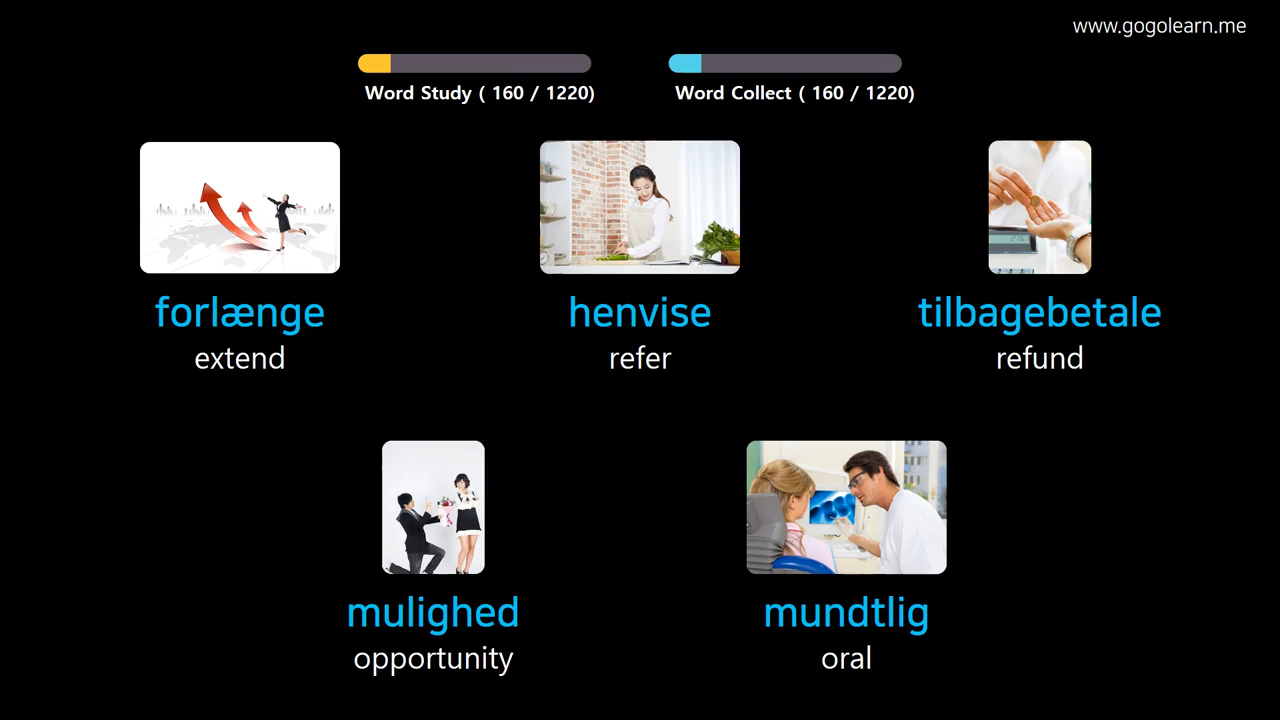 www.gogolearn.me
Word Study ( 160 / 1220)
Word Collect ( 160 / 1220)
forlænge
extend
henvise
refer
tilbagebetale
refund
mulighed
opportunity
mundtlig
oral